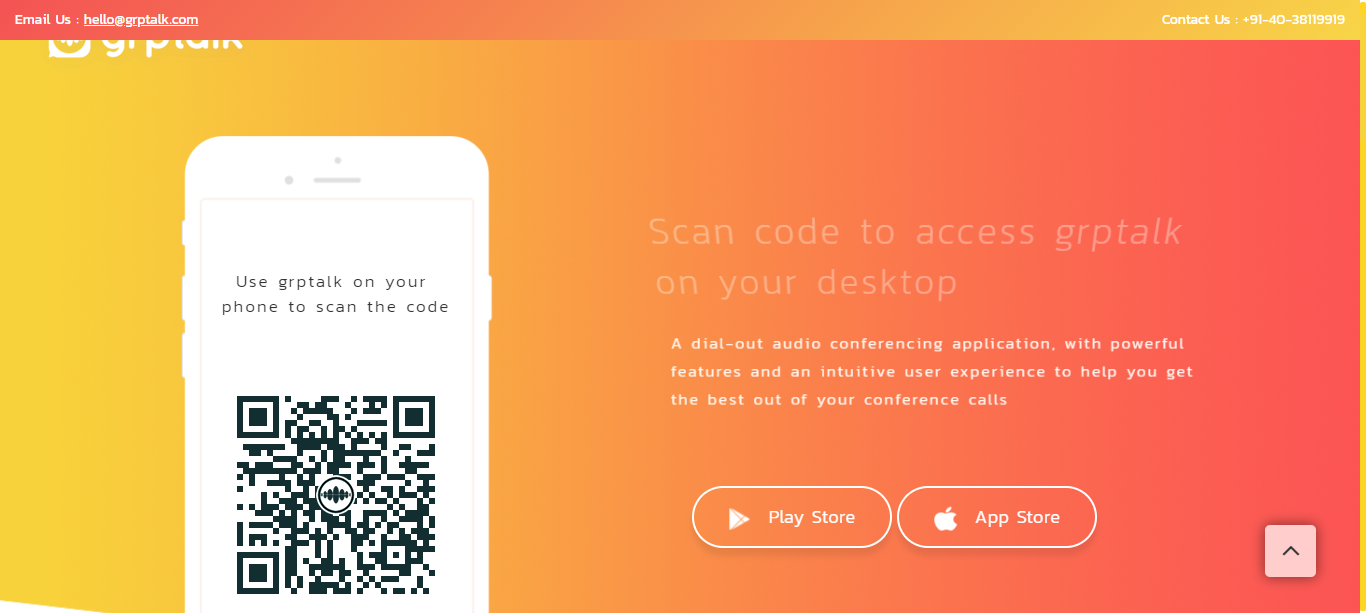 Email Us : hello@grptalk.com
Contact Us : +91-40-38119919
grptalk
Use grptalk on your
phone to scan the code
Scan code to access grptalk
on your desktop
A dial-out audio conferencing application, with powerful
features and an intuitive user experience to help you get
the best out of your conference calls
Play Store
App Store